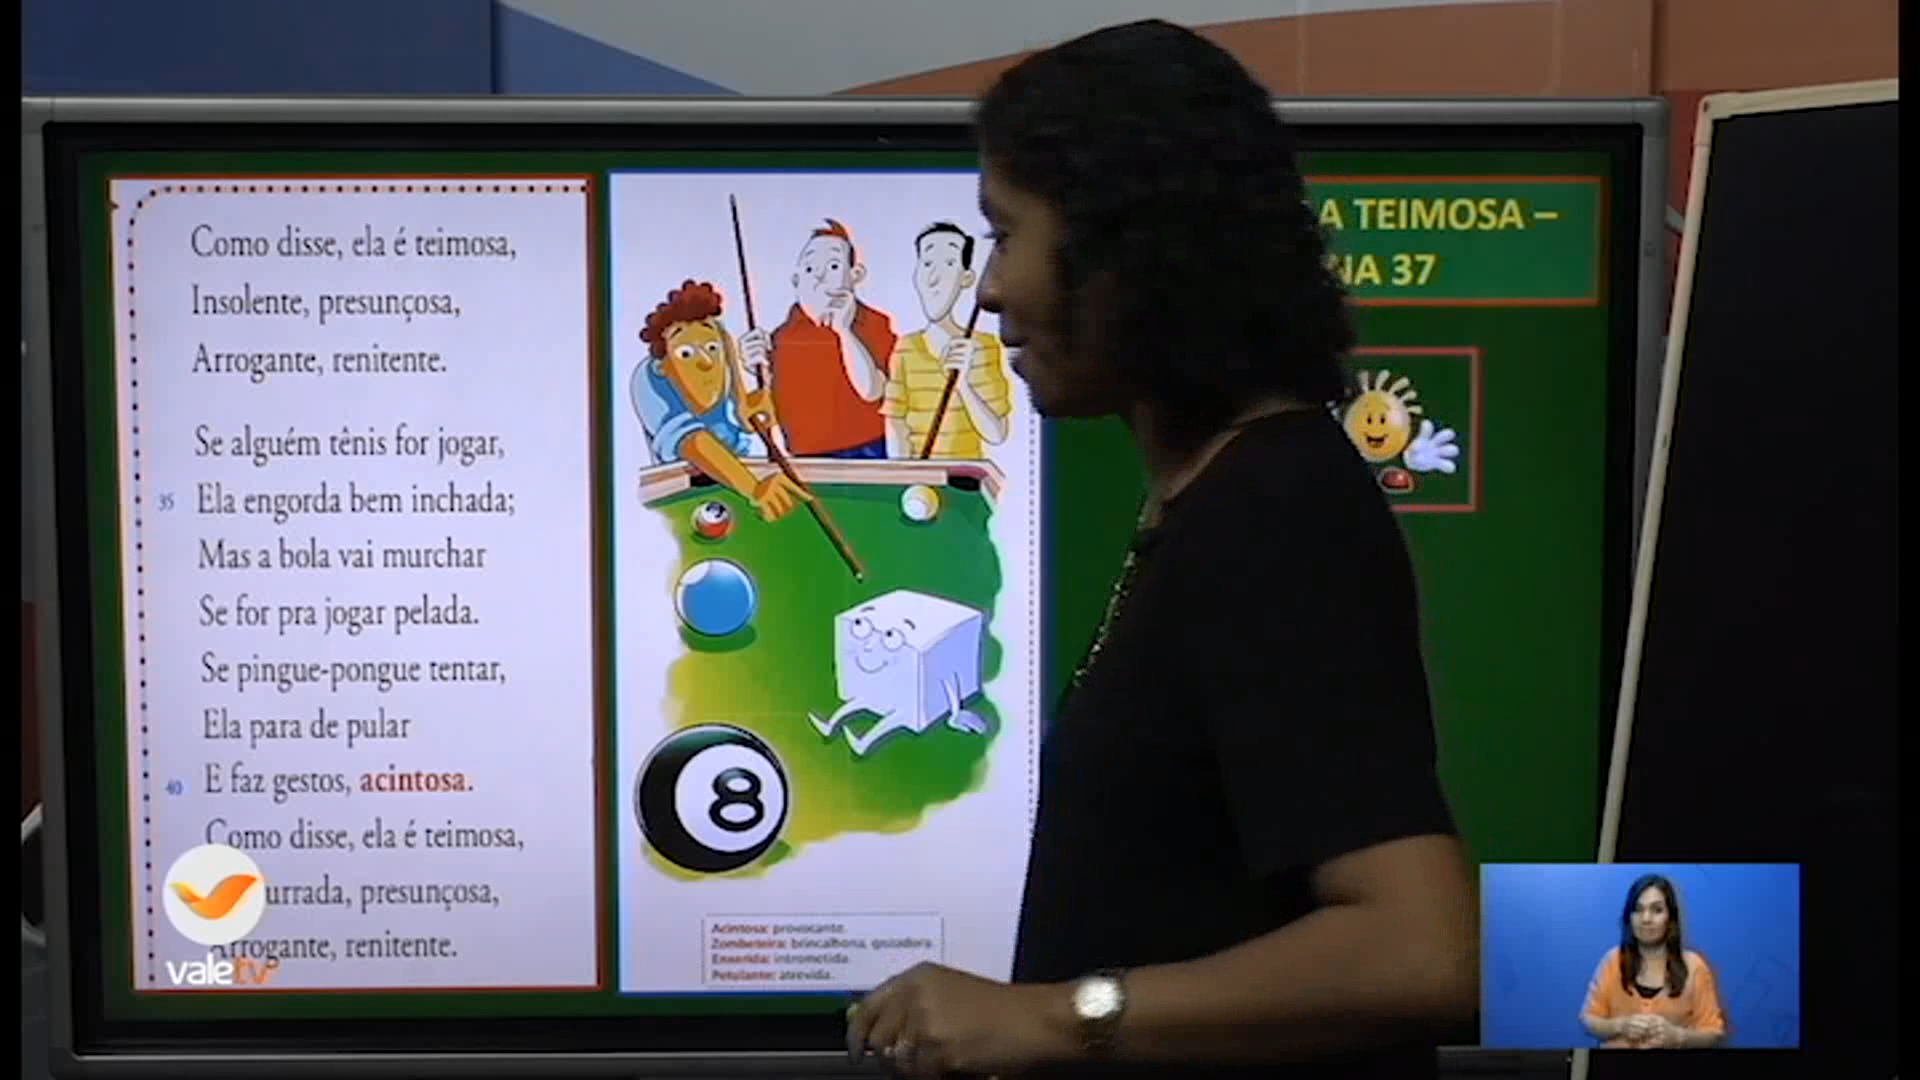 Como disse, ela é teimosa,
Insolente, presunçosa,
Arrogante, renitente.
Se alguém tênis for jogar,
35 Ela engorda bem inchada;
Mas a bola vai murchar
Se for pra jogar pelada.
Se pingue-pongue tentar,
Ela para de pular
40 E faz gestos, acintosa.
Como disse, ela é teimosa,
urrada, presunçosa,
Arrogante, renitente.
valetv
8
Acintosa: provocante.
Zombeteira: brincalhona, gozadora.
Enxerida: intrometida.
Petulante: atrevida.
A TEIMOSA –
NA 37